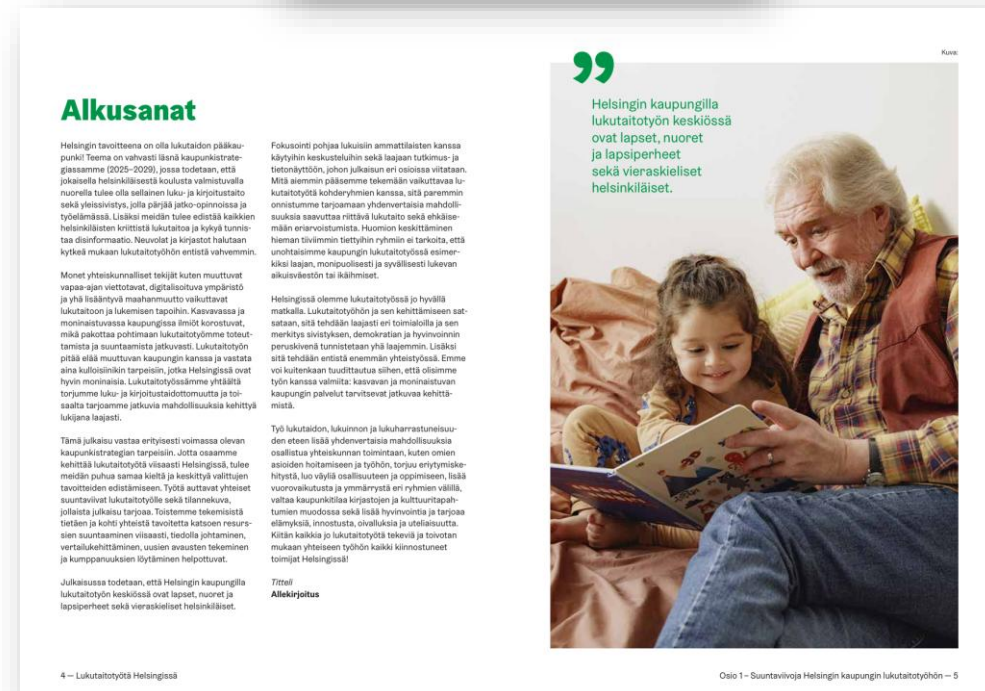 Alkusanat
Helsingin tavoitteena on olla lukutaidon pääkau-
punki! Teema on vahvasti läsnä kaupunkistrate-
giassamme (2025–2029), jossa todetaan, että
jokaisella helsinkiläisestä koulusta valmistuvalla
nuorella tulee olla sellainen luku- ja kirjoitustaito
sekä yleissivistys, jolla pärjää jatko-opinnoissa ja
työelämässä. Lisäksi meidän tulee edistää kaikkien
helsinkiläisten kriittistä lukutaitoa ja kykyä tunnis-
taa disinformaatio. Neuvolat ja kirjastot halutaan
kytkeä mukaan lukutaitotyöhön entistä vahvemmin.
Monet yhteiskunnalliset tekijät kuten muuttuvat
vapaa-ajan viettotavat, digitalisoituva ympäristö
ja yhä lisääntyvä maahanmuutto vaikuttavat
lukutaitoon ja lukemisen tapoihin. Kasvavassa ja
moninaistuvassa kaupungissa ilmiöt korostuvat,
mikä pakottaa pohtimaan lukutaitotyömme toteut-
tamista ja suuntaamista jatkuvasti. Lukutaitotyön
pitää elää muuttuvan kaupungin kanssa ja vastata
aina kulloisiinikin tarpeisiin, jotka Helsingissä ovat
hyvin moninaisia. Lukutaitotyössämme yhtäältä
torjumme luku- ja kirjoitustaidottomuutta ja toi-
saalta tarjoamme jatkuvia mahdollisuuksia kehittyä
lukijana laajasti.
Tämä julkaisu vastaa erityisesti voimassa olevan
kaupunkistrategian tarpeisiin. Jotta osaamme
kehittää lukutaitotyötä viisaasti Helsingissä, tulee
meidän puhua samaa kieltä ja keskittyä valittujen
tavoitteiden edistämiseen. Työtä auttavat yhteiset
suuntaviivat lukutaitotyölle sekä tilannekuva,
jollaista julkaisu tarjoaa. Toistemme tekemisistä
tietäen ja kohti yhteistä tavoitetta katsoen resurs-
sien suuntaaminen viisaasti, tiedolla johtaminen,
vertailukehittäminen, uusien avausten tekeminen
ja kumppanuuksien löytäminen helpottuvat.
Julkaisussa todetaan, että Helsingin kaupungilla
lukutaitotyön keskiössä ovat lapset, nuoret ja
lapsiperheet sekä vieraskieliset helsinkiläiset.
Fokusointi pohjaa lukuisiin ammattilaisten kanssa
käytyihin keskusteluihin sekä laajaan tutkimus- ja
tietonäyttöön, johon julkaisun eri osioissa viitataan.
Mitä aiemmin pääsemme tekemään vaikuttavaa lu-
kutaitotyötä kohderyhmien kanssa, sitä paremmin
onnistumme tarjoamaan yhdenvertaisia mahdolli-
suuksia saavuttaa riittävä lukutaito sekä ehkäise-
mään eriarvoistumista. Huomion keskittäminen
hieman tiiviimmin tiettyihin ryhmiin ei tarkoita, että
unohtaisimme kaupungin lukutaitotyössä esimer-
kiksi laajan, monipuolisesti ja syvällisesti lukevan
aikuisväestön tai ikäihmiset.
Helsingissä olemme lukutaitotyössä jo hyvällä
matkalla. Lukutaitotyöhön ja sen kehittämiseen sat-
sataan, sitä tehdään laajasti eri toimialoilla ja sen
merkitys sivistyksen, demokratian ja hyvinvoinnin
peruskivenä tunnistetaan yhä laajemmin. Lisäksi
sitä tehdään entistä enemmän yhteistyössä. Emme
voi kuitenkaan tuudittautua siihen, että olisimme
työn kanssa valmiita: kasvavan ja moninaistuvan
kaupungin palvelut tarvitsevat jatkuvaa kehittä-
mistä.
Työ lukutaidon, lukuinnon ja lukuharrastuneisuu-
den eteen lisää yhdenvertaisia mahdollisuuksia
osallistua yhteiskunnan toimintaan, kuten omien
asioiden hoitamiseen ja työhön, torjuu eriytymiske-
hitystä, luo väyliä osallisuuteen ja oppimiseen, lisää
vuorovaikutusta ja ymmärrystä eri ryhmien välillä,
valtaa kaupunkitilaa kirjastojen ja kulttuuritapah-
tumien muodossa sekä lisää hyvinvointia ja tarjoaa
elämyksiä, innostusta, oivalluksia ja uteliaisuutta.
Kiitän kaikkia jo lukutaitotyötä tekeviä ja toivotan
mukaan yhteiseen työhön kaikki kiinnostuneet
toimijat Helsingissä!
Titteli
Allekirjoitus
4 — Lukutaitotyötä Helsingissä
Kuva:
”
Helsingin kaupungilla
lukutaitotyön keskiössä
ovat lapset, nuoret
ja lapsiperheet
sekä vieraskieliset
helsinkiläiset.
Osio 1 – Suuntaviivoja Helsingin kaupungin lukutaitotyöhön — 5